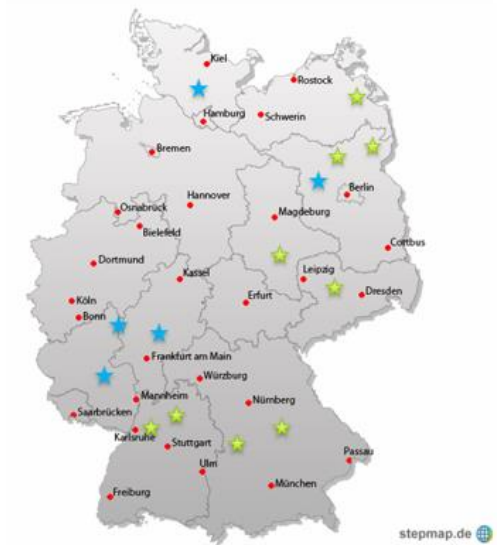 Kiel
Rostock
Hamburg
Schwerin
Bremen
Berlin
Hannover
Osnabrück
Magdeburg
Bielefeld
Cottbus
Dortmund
Leipzig
Kassel
Dresden
Köln
Erfurt
Bonn
Frankfurt am Main
Würzburg
Mannheim
Nürnberg
Saarbrücken
Karlsruhe
Stuttgart
Passau
Ulm
München
Freiburg
stepmap.de